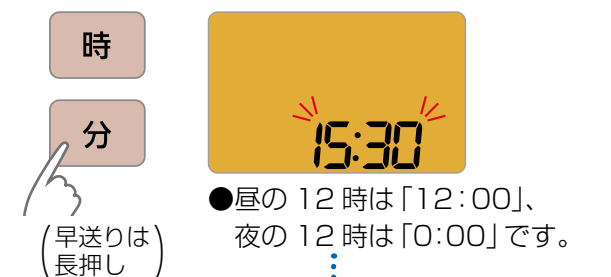 時
分
15:30
●昼の 12 時は「12:00」、
夜の 12 時は「0:00」です。
(早送りは
長押し)